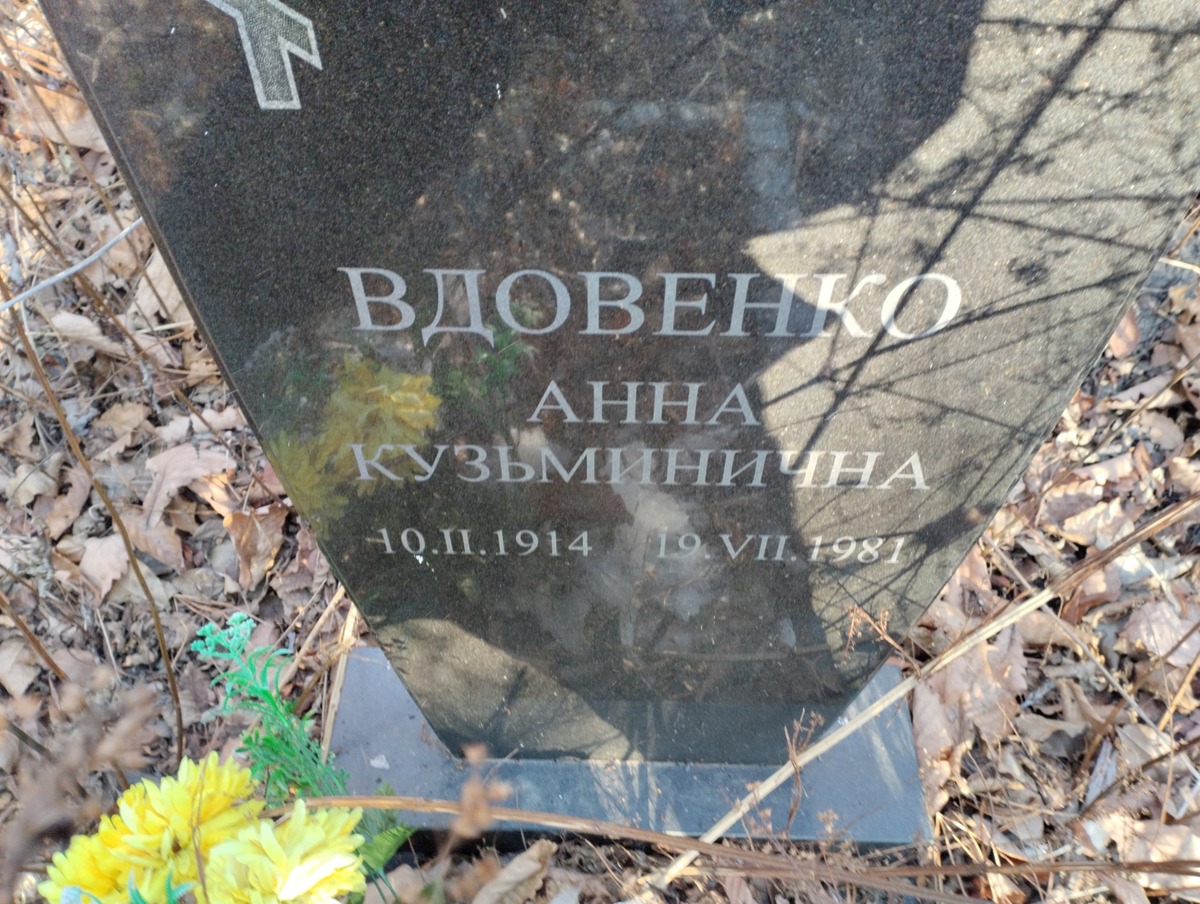 ВДОВЕНКО
АННА
КУЗЬМИНИЧНА
10.II.1914 19.VII.1981